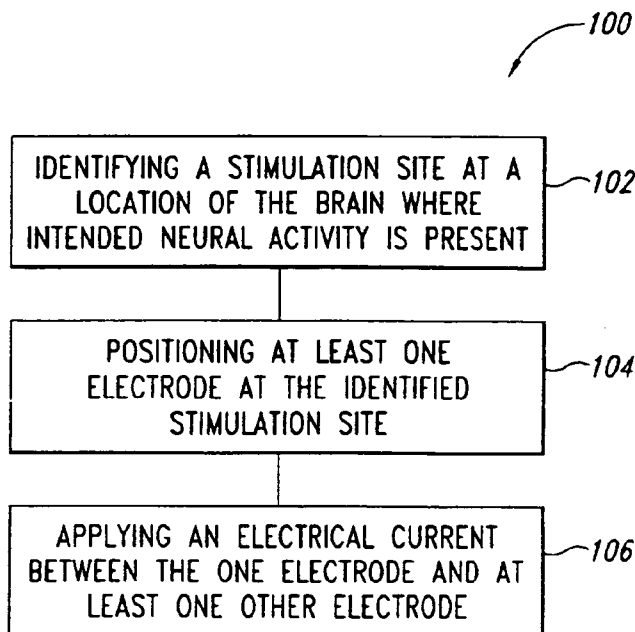 100
IDENTIFYING A STIMULATION SITE AT A
LOCATION OF THE BRAIN WHERE
INTENDED NEURAL ACTIVITY IS PRESENT
102
POSITIONING AT LEAST ONE
ELECTRODE AT THE IDENTIFIED
STIMULATION SITE
104
APPLYING AN ELECTRICAL CURRENT
BETWEEN THE ONE ELECTRODE AND AT
LEAST ONE OTHER ELECTRODE
106